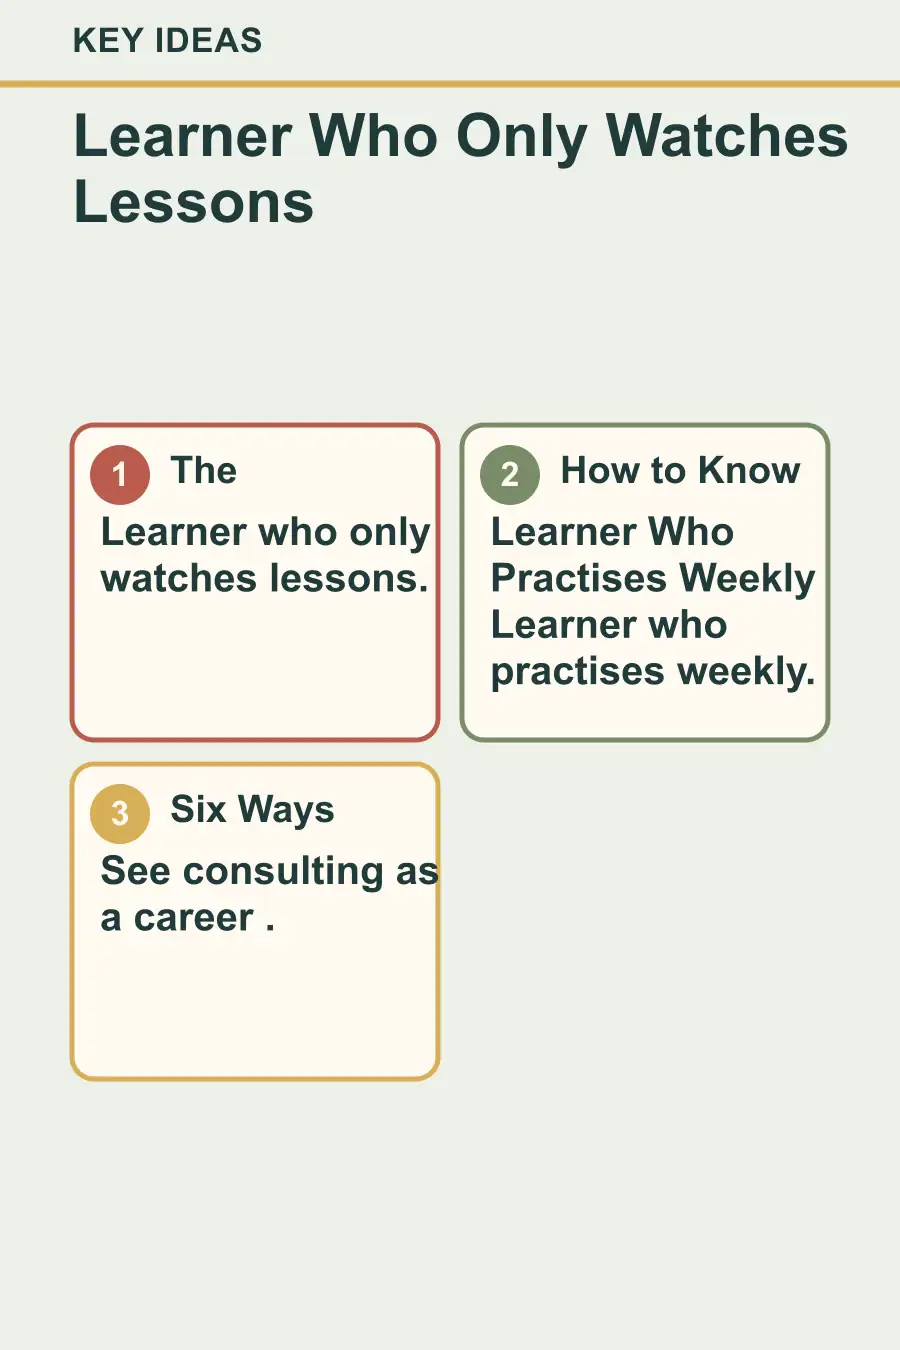 KEY IDEAS
Learner Who Only Watches
Lessons
1 The
Learner who only
watches lessons.
2 How to Know
Learner Who
Practises Weekly
Learner who
practises weekly.
3 Six Ways
See consulting as
a career .